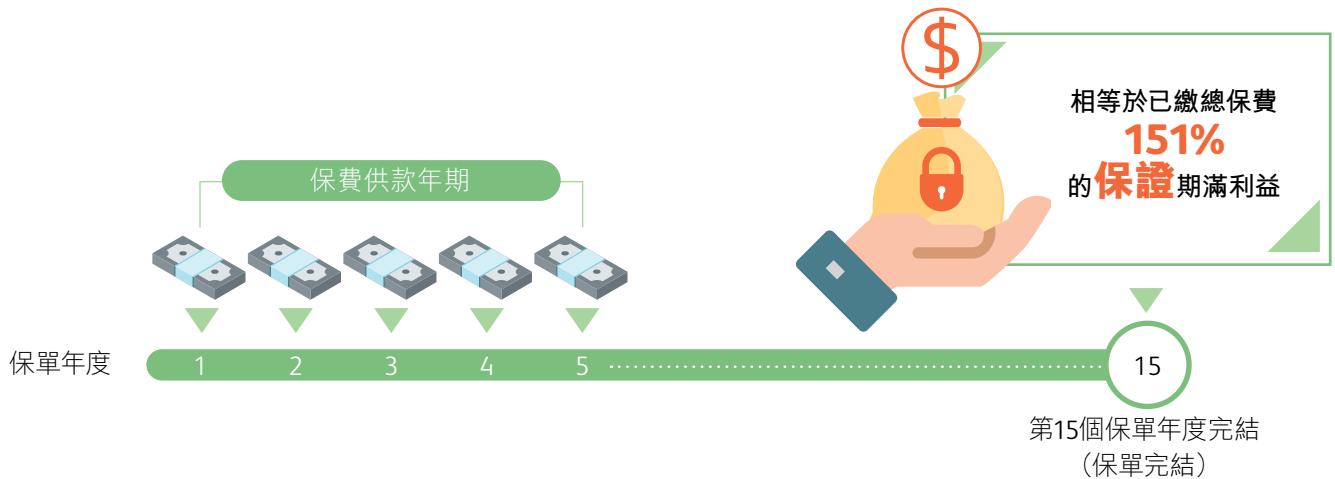 $
相等於已繳總保費
151%
的保證期滿利益
保費供款年期
保單年度
1 2 3 4 5 15
第15個保單年度完結
（保單完結）